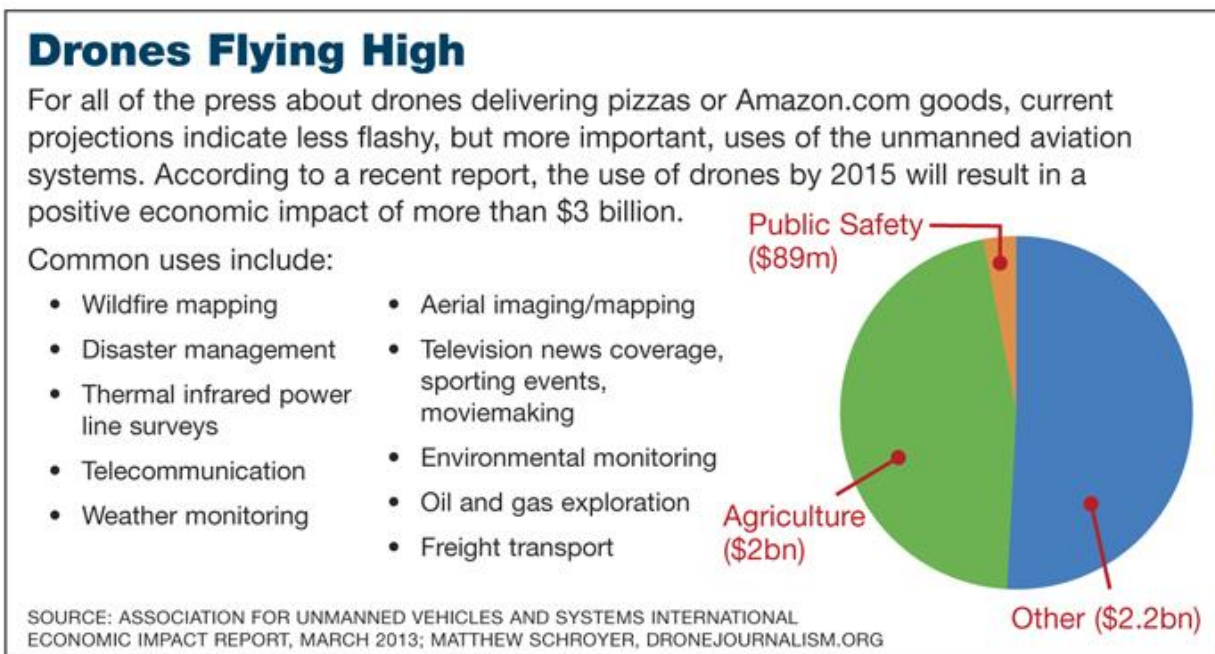 Drones Flying High
For all of the press about drones delivering pizzas or Amazon.com goods, current
projections indicate less flashy, but more important, uses of the unmanned aviation
systems. According to a recent report, the use of drones by 2015 will result in a
positive economic impact of more than $3 billion.
Common uses include:
• Wildfire mapping
• Disaster management
• Thermal infrared power
line surveys
• Telecommunication
• Weather monitoring
• Aerial imaging/mapping
• Television news coverage,
sporting events,
moviemaking
• Environmental monitoring
• Oil and gas exploration
• Freight transport
Public Safety
($89m)
Agriculture
($2bn)
Other ($2.2bn)
SOURCE: ASSOCIATION FOR UNMANNED VEHICLES AND SYSTEMS INTERNATIONAL
ECONOMIC IMPACT REPORT, MARCH 2013; MATTHEW SCHROYER, DRONEJOURNALISM.ORG